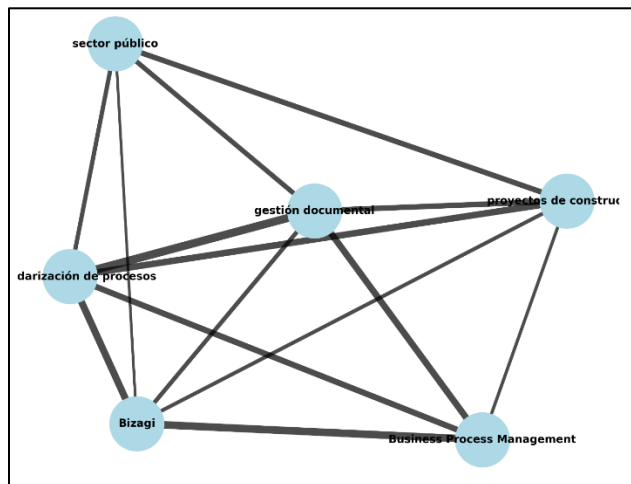 sector público
gestión documental
proyectos de construc
darización de procesos
Bizagi
Business Process Management